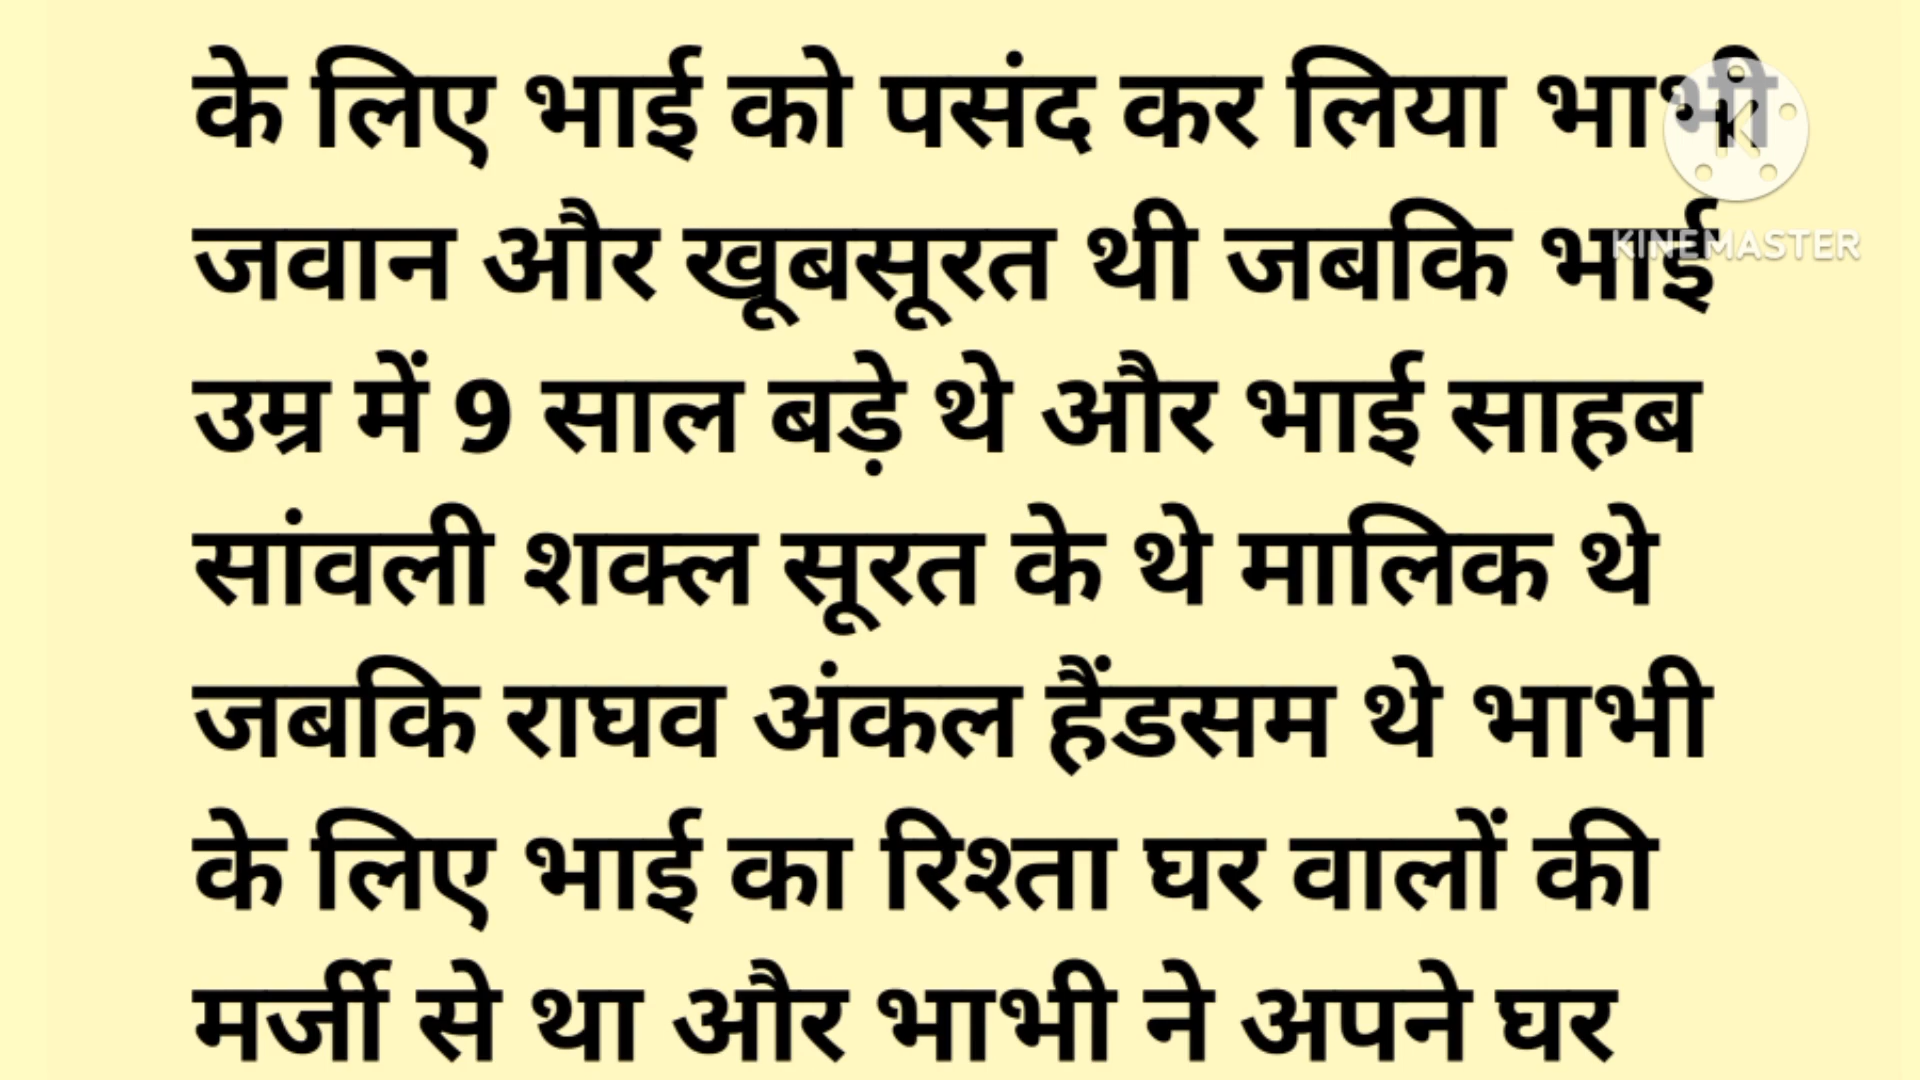 के लिए भाई को पसंद कर लिया भाभी
जवान और खूबसूरत थी जबकि भाई
KINEMASTER
उम्र में 9 साल बड़े थे और भाई साहब
सांवली शक्ल सूरत के थे मालिक थे
जबकि राघव अंकल हैंडसम थे भाभी
के लिए भाई का रिश्ता घर वालों की
मर्जी से था और भाभी ने अपने घर